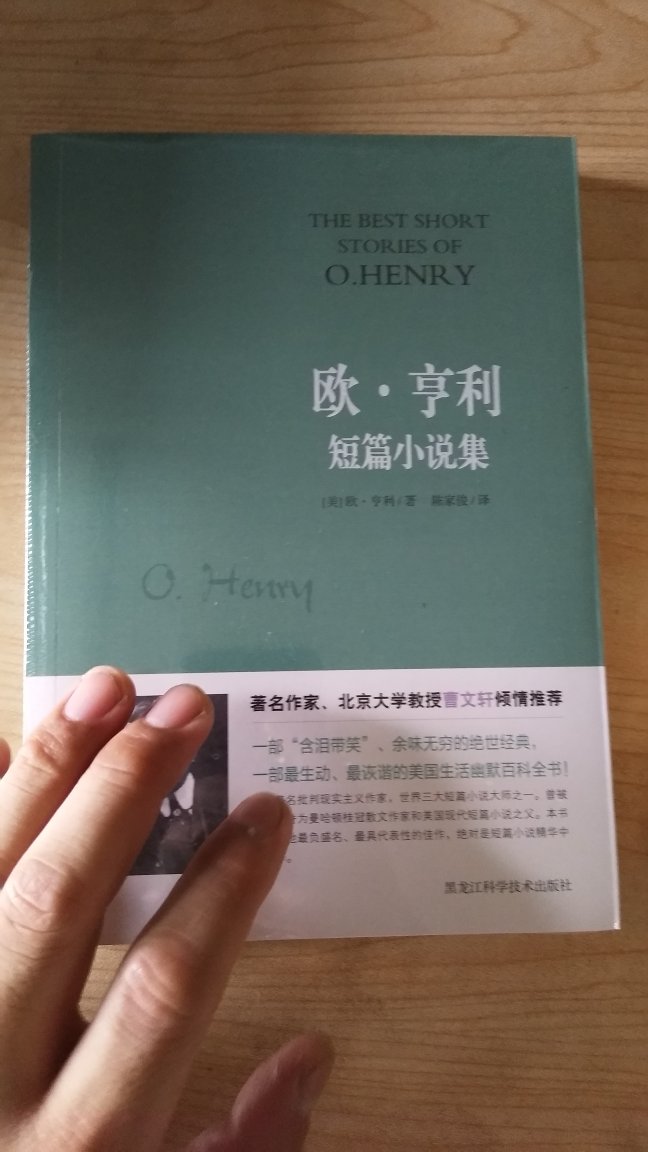 THE BEST SHORT
STORIES OF
O.HENRY
欧·亨利
短篇小说集
[美]欧·亨利/著 陈家骏/译
O. Henry
著名作家、北京大学教授曹文轩倾情推荐
一部“含泪带笑”、余味无穷的绝世经典，
一部最生动、最诙谐的美国生活幽默百科全书！
名批判现实主义作家，世界三大短篇小说大师之一。曾被
为曼哈顿桂冠散文作家和美国现代短篇小说之父。本书
最负盛名、最具代表性的佳作，绝对是短篇小说精华中
黑龙江科学技术出版社